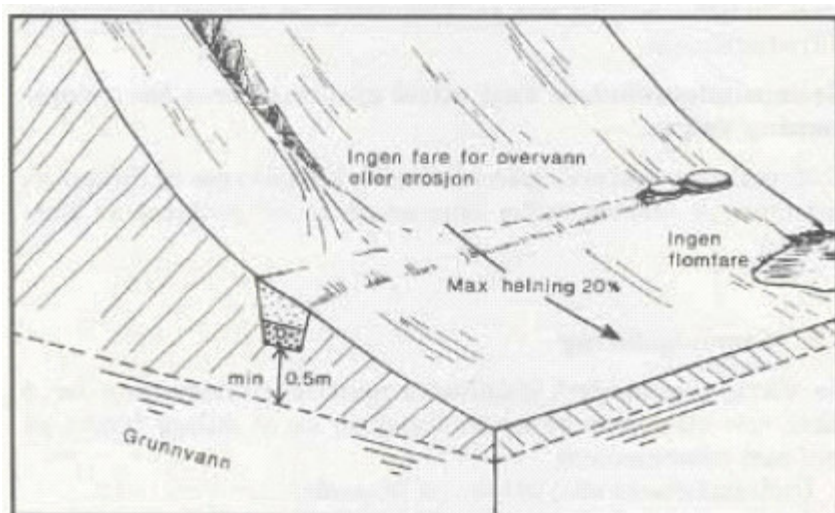 Ingen fare for overvann
eller erosjon
Ingen
flomfare
Max helning 20%
min 0.5m
Grunnvann